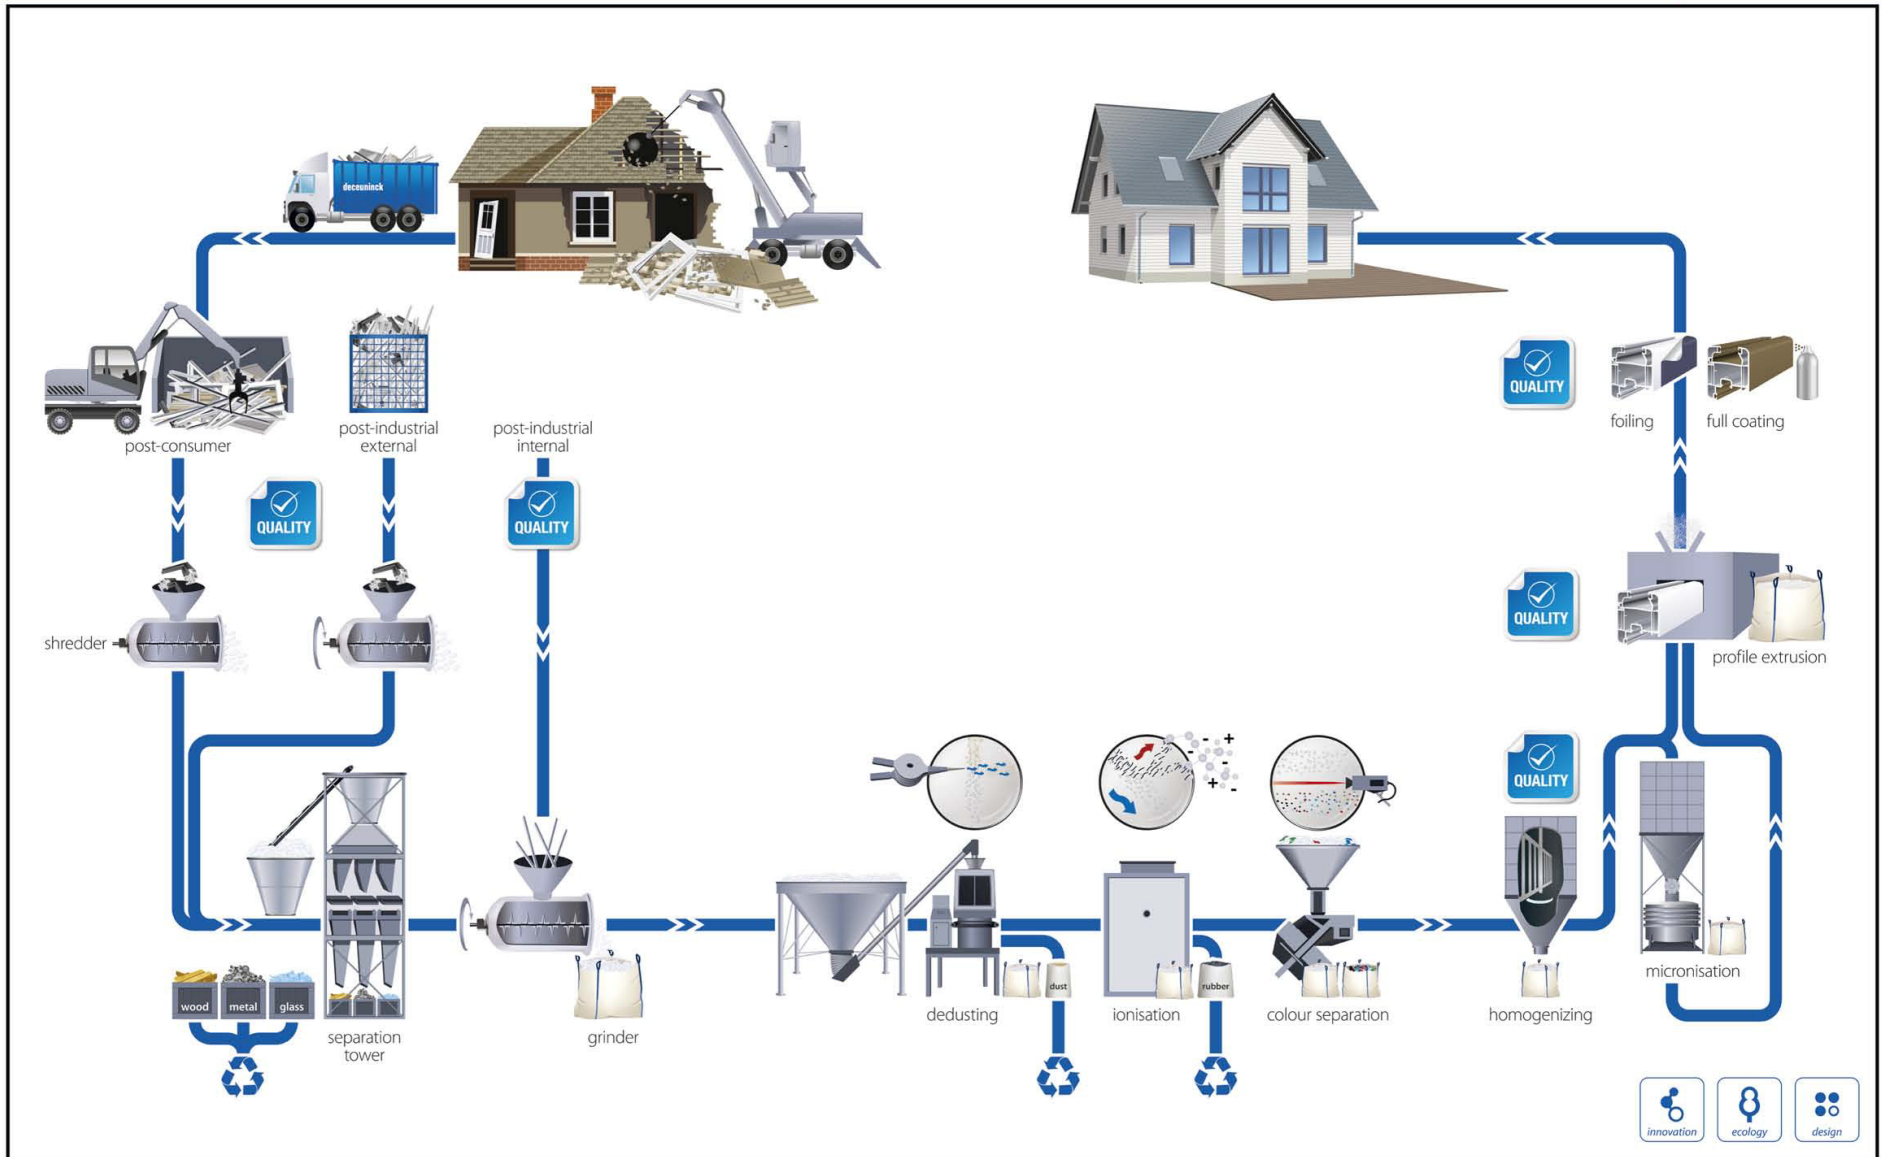 deceuninck
post-consumer
post-industrial
external
post-industrial
internal
QUALITY
QUALITY
QUALITY
foiling
full coating
shredder
QUALITY
profile extrusion
QUALITY
wood
metal
glass
separation
tower
grinder
dust
dedusting
rubber
ionisation
colour separation
homogenizing
micronisation
innovation
ecology
design